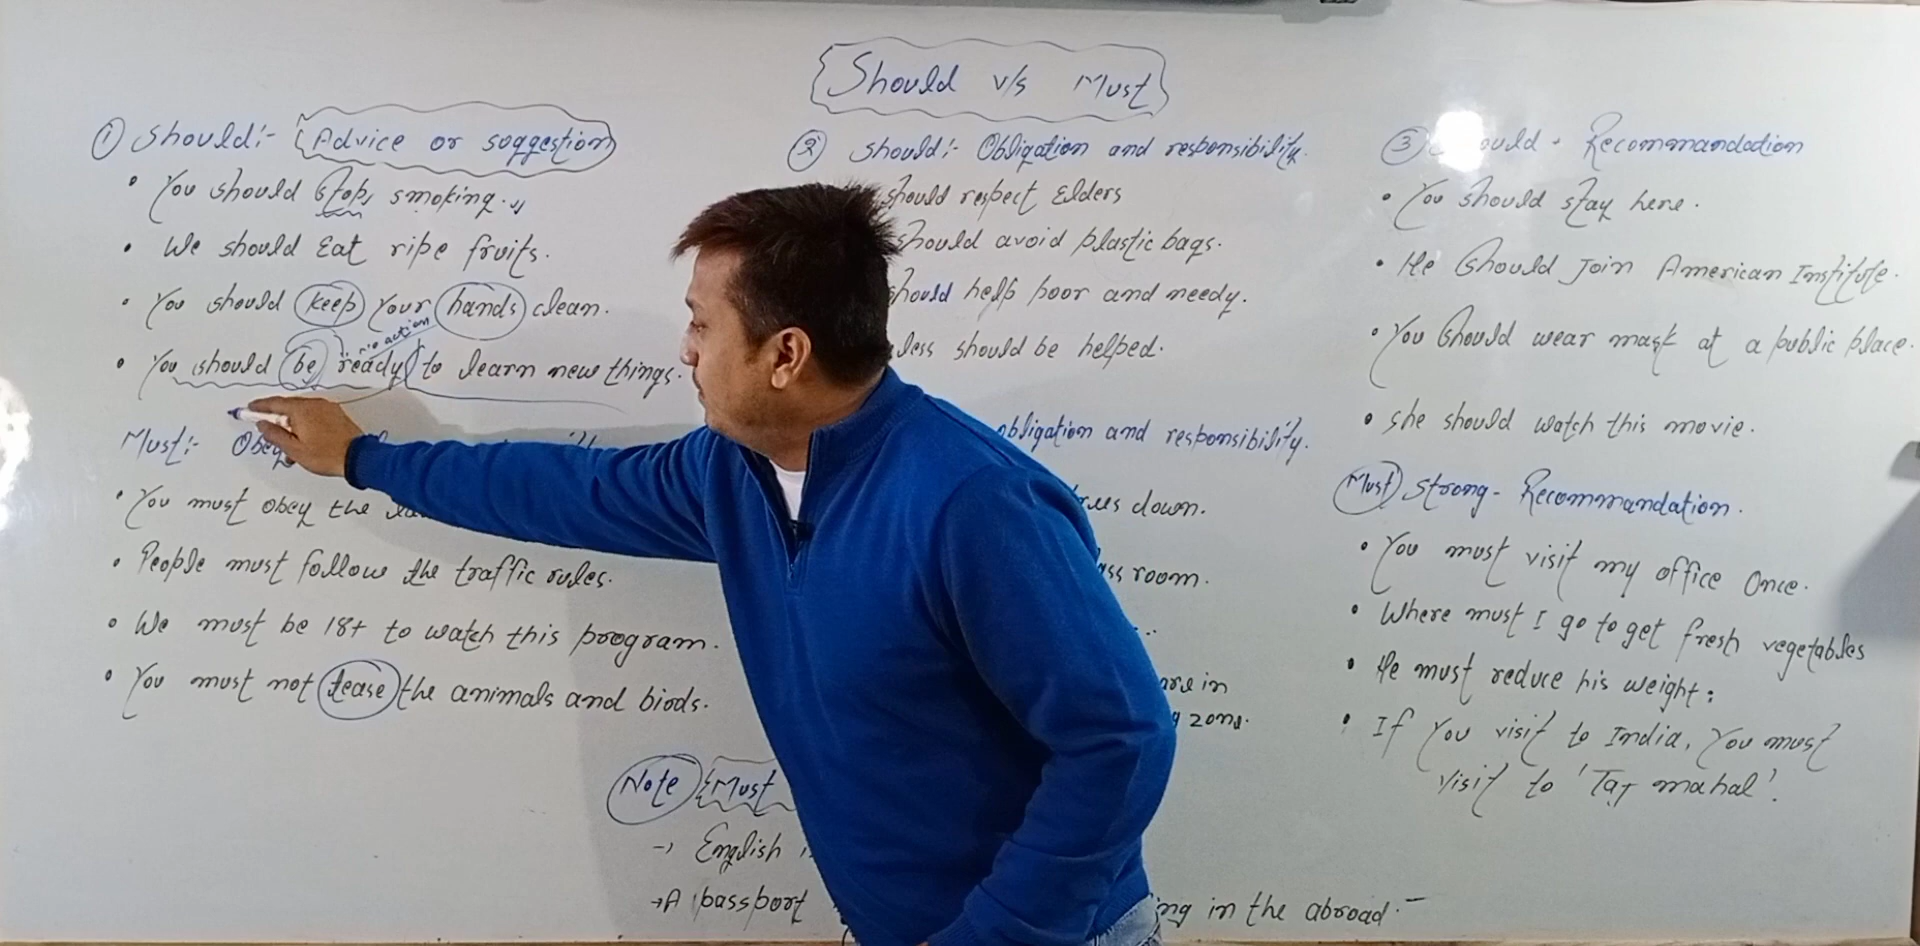 Should v/s Must
① Should:- Advice or suggestion
• You should stop smoking.
• We should Eat ripe fruits.
• You should keep your hands clean.
no action
• You should be ready to learn new things.
Must:- Obey
• You must obey the
• People must follow the traffic rules.
• We must be 18+ to watch this program.
• You must not tease the animals and birds.
② Should:- Obligation and responsibility.
should respect Elders
should avoid plastic bags.
should help poor and needy.
less should be helped.
obligation and responsibility.
down.
room.
in
zone.
③ - Recommandation
• You should stay here.
• He should Join American Institute.
• You should wear mask at a public place.
• she should watch this movie.
Must Strong - Recommandation.
• You must visit my office Once.
• Where must I go to get fresh vegetables
• He must reduce his weight.
• If You visit to India, You must
visit to 'Taj mahal'.
Note Must
→ English
→ A passport
in the abroad.